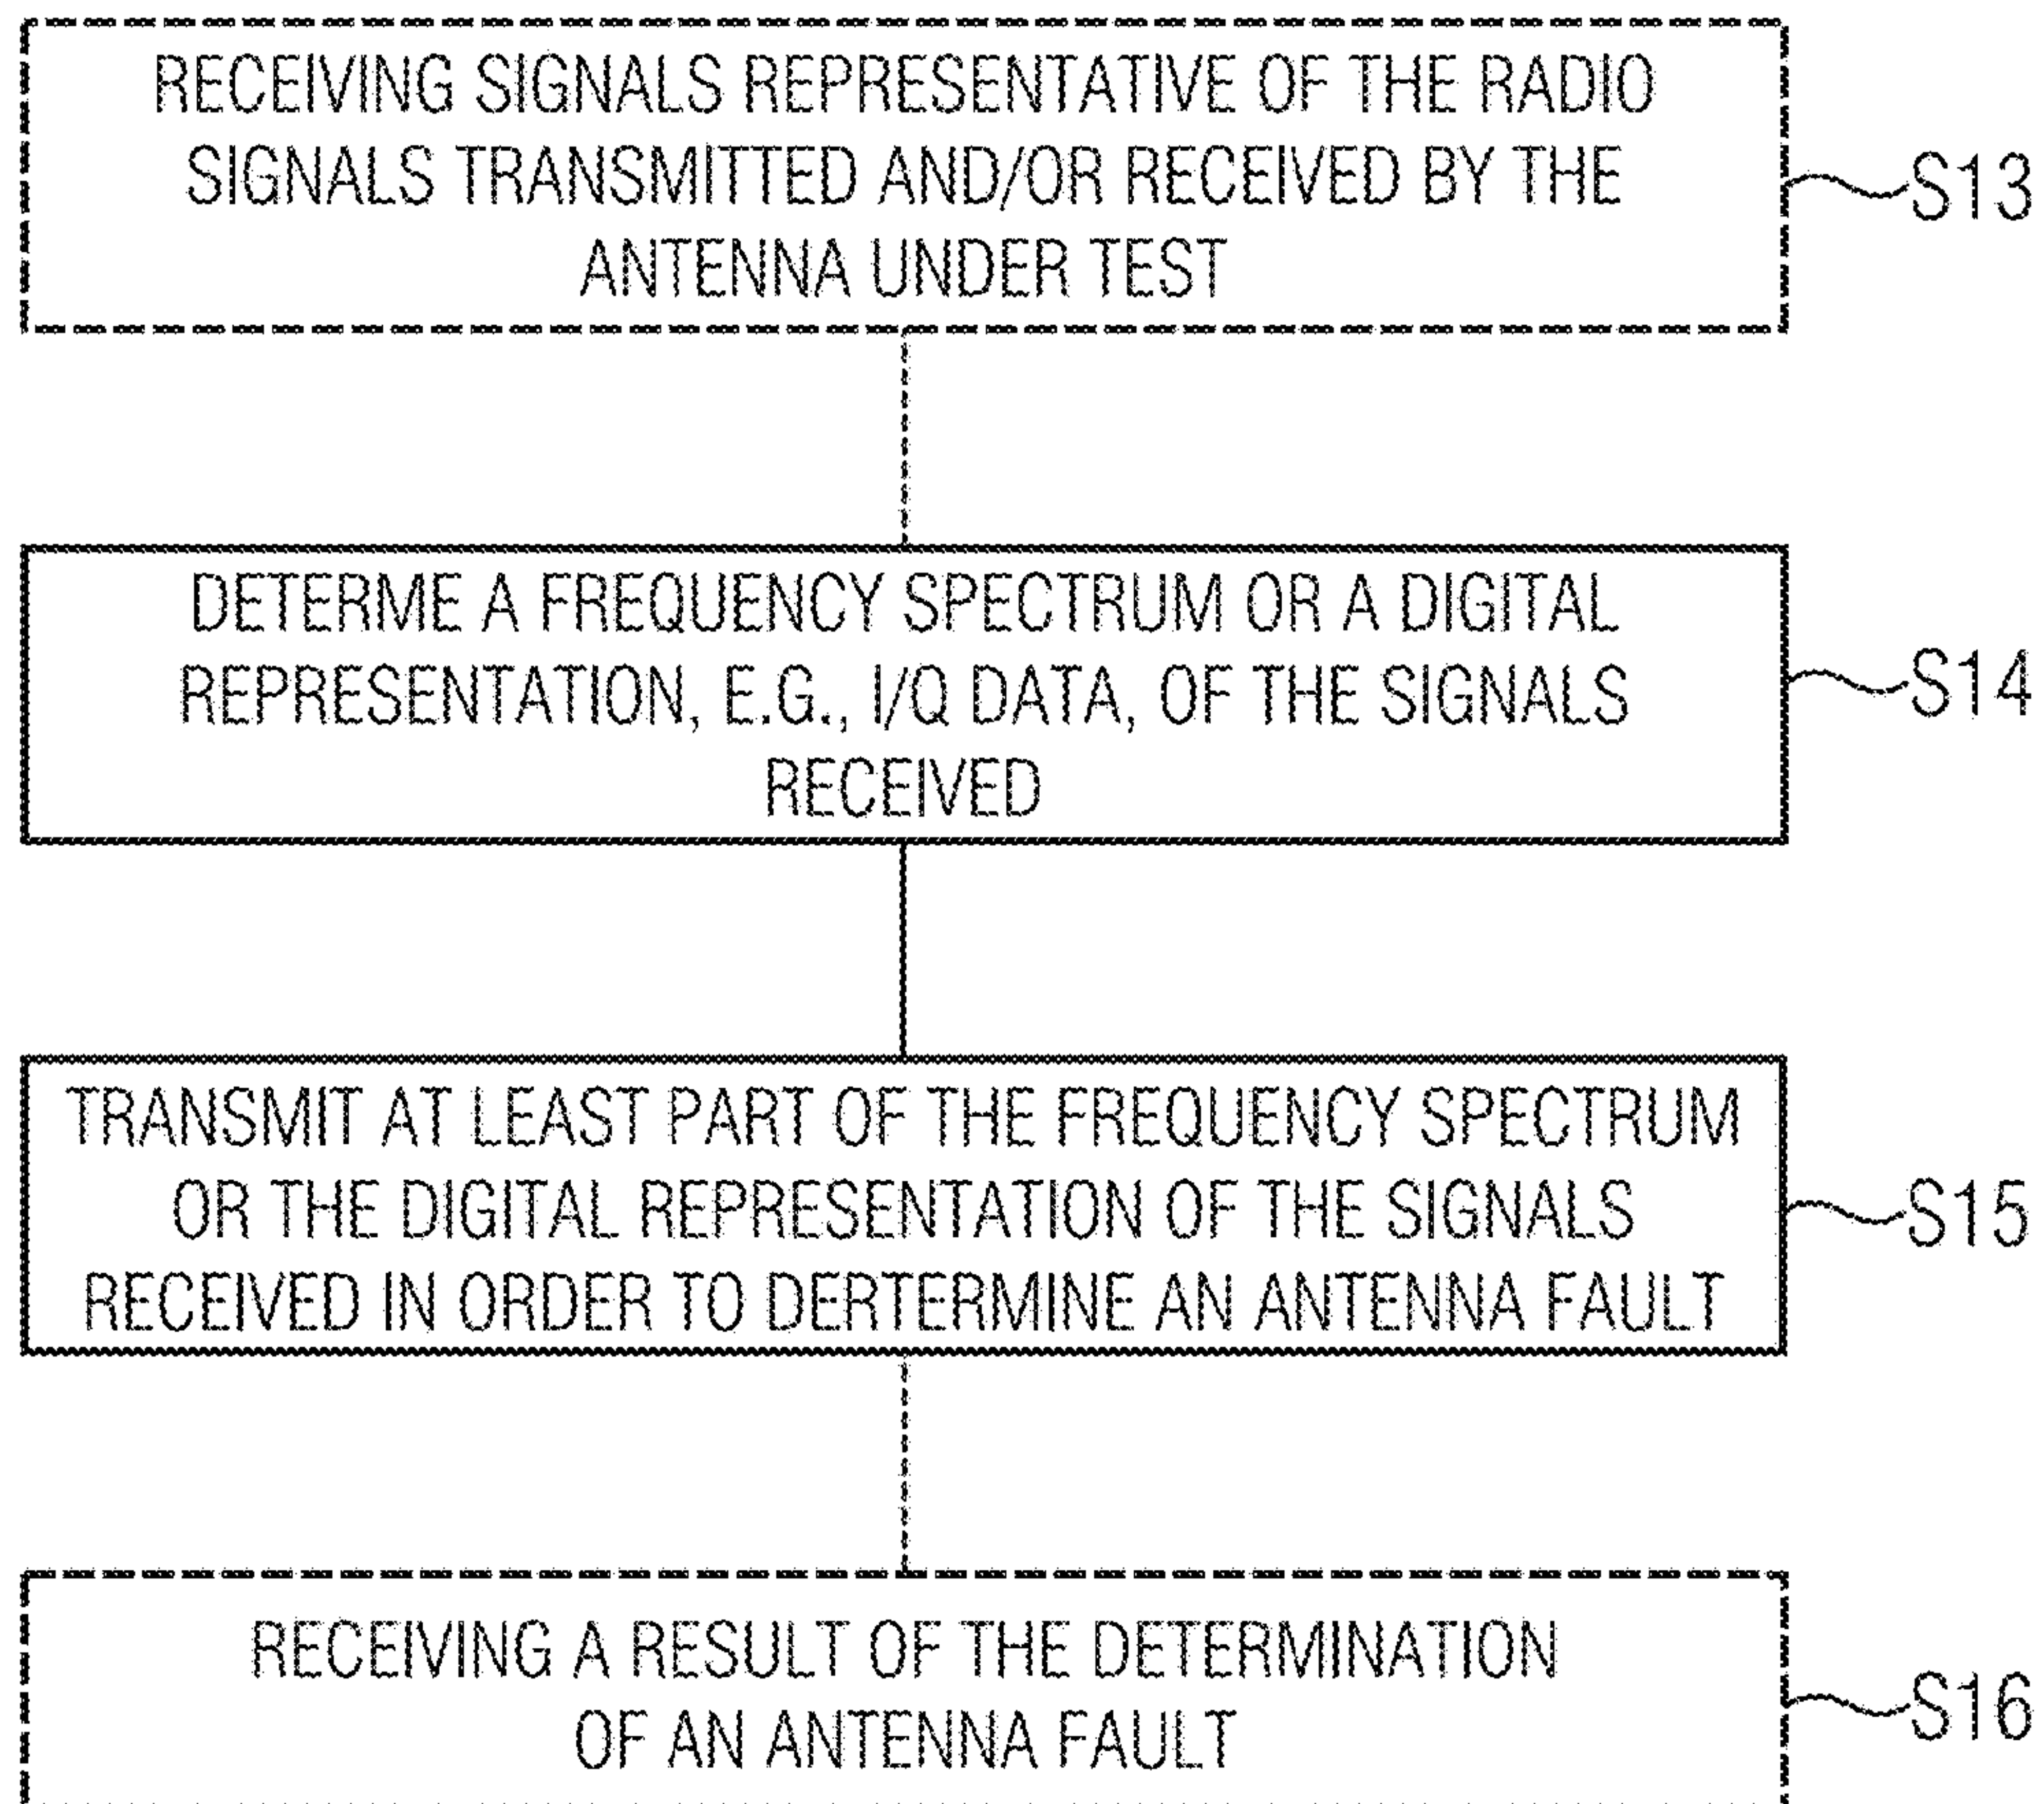 RECEIVING SIGNALS REPRESENTATIVE OF THE RADIO
SIGNALS TRANSMITTED AND/OR RECEIVED BY THE
ANTENNA UNDER TEST
S13
DETERME A FREQUENCY SPECTRUM OR A DIGITAL
REPRESENTATION, E.G., I/Q DATA, OF THE SIGNALS
RECEIVED
S14
TRANSMIT AT LEAST PART OF THE FREQUENCY SPECTRUM
OR THE DIGITAL REPRESENTATION OF THE SIGNALS
RECEIVED IN ORDER TO DERTERMINE AN ANTENNA FAULT
S15
RECEIVING A RESULT OF THE DETERMINATION
OF AN ANTENNA FAULT
S16